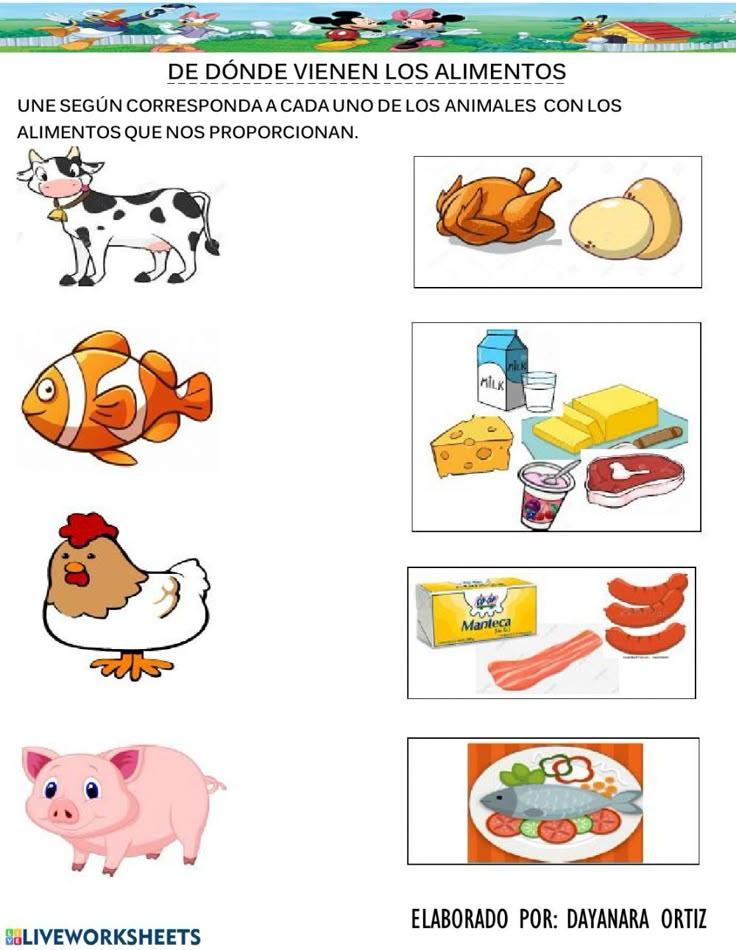 DE DÓNDE VIENEN LOS ALIMENTOS
UNE SEGÚN CORRESPONDA A CADA UNO DE LOS ANIMALES CON LOS
ALIMENTOS QUE NOS PROPORCIONAN.
MILK
MILK
Manteca
ELABORADO POR: DAYANARA ORTIZ
LIVEWORKSHEETS